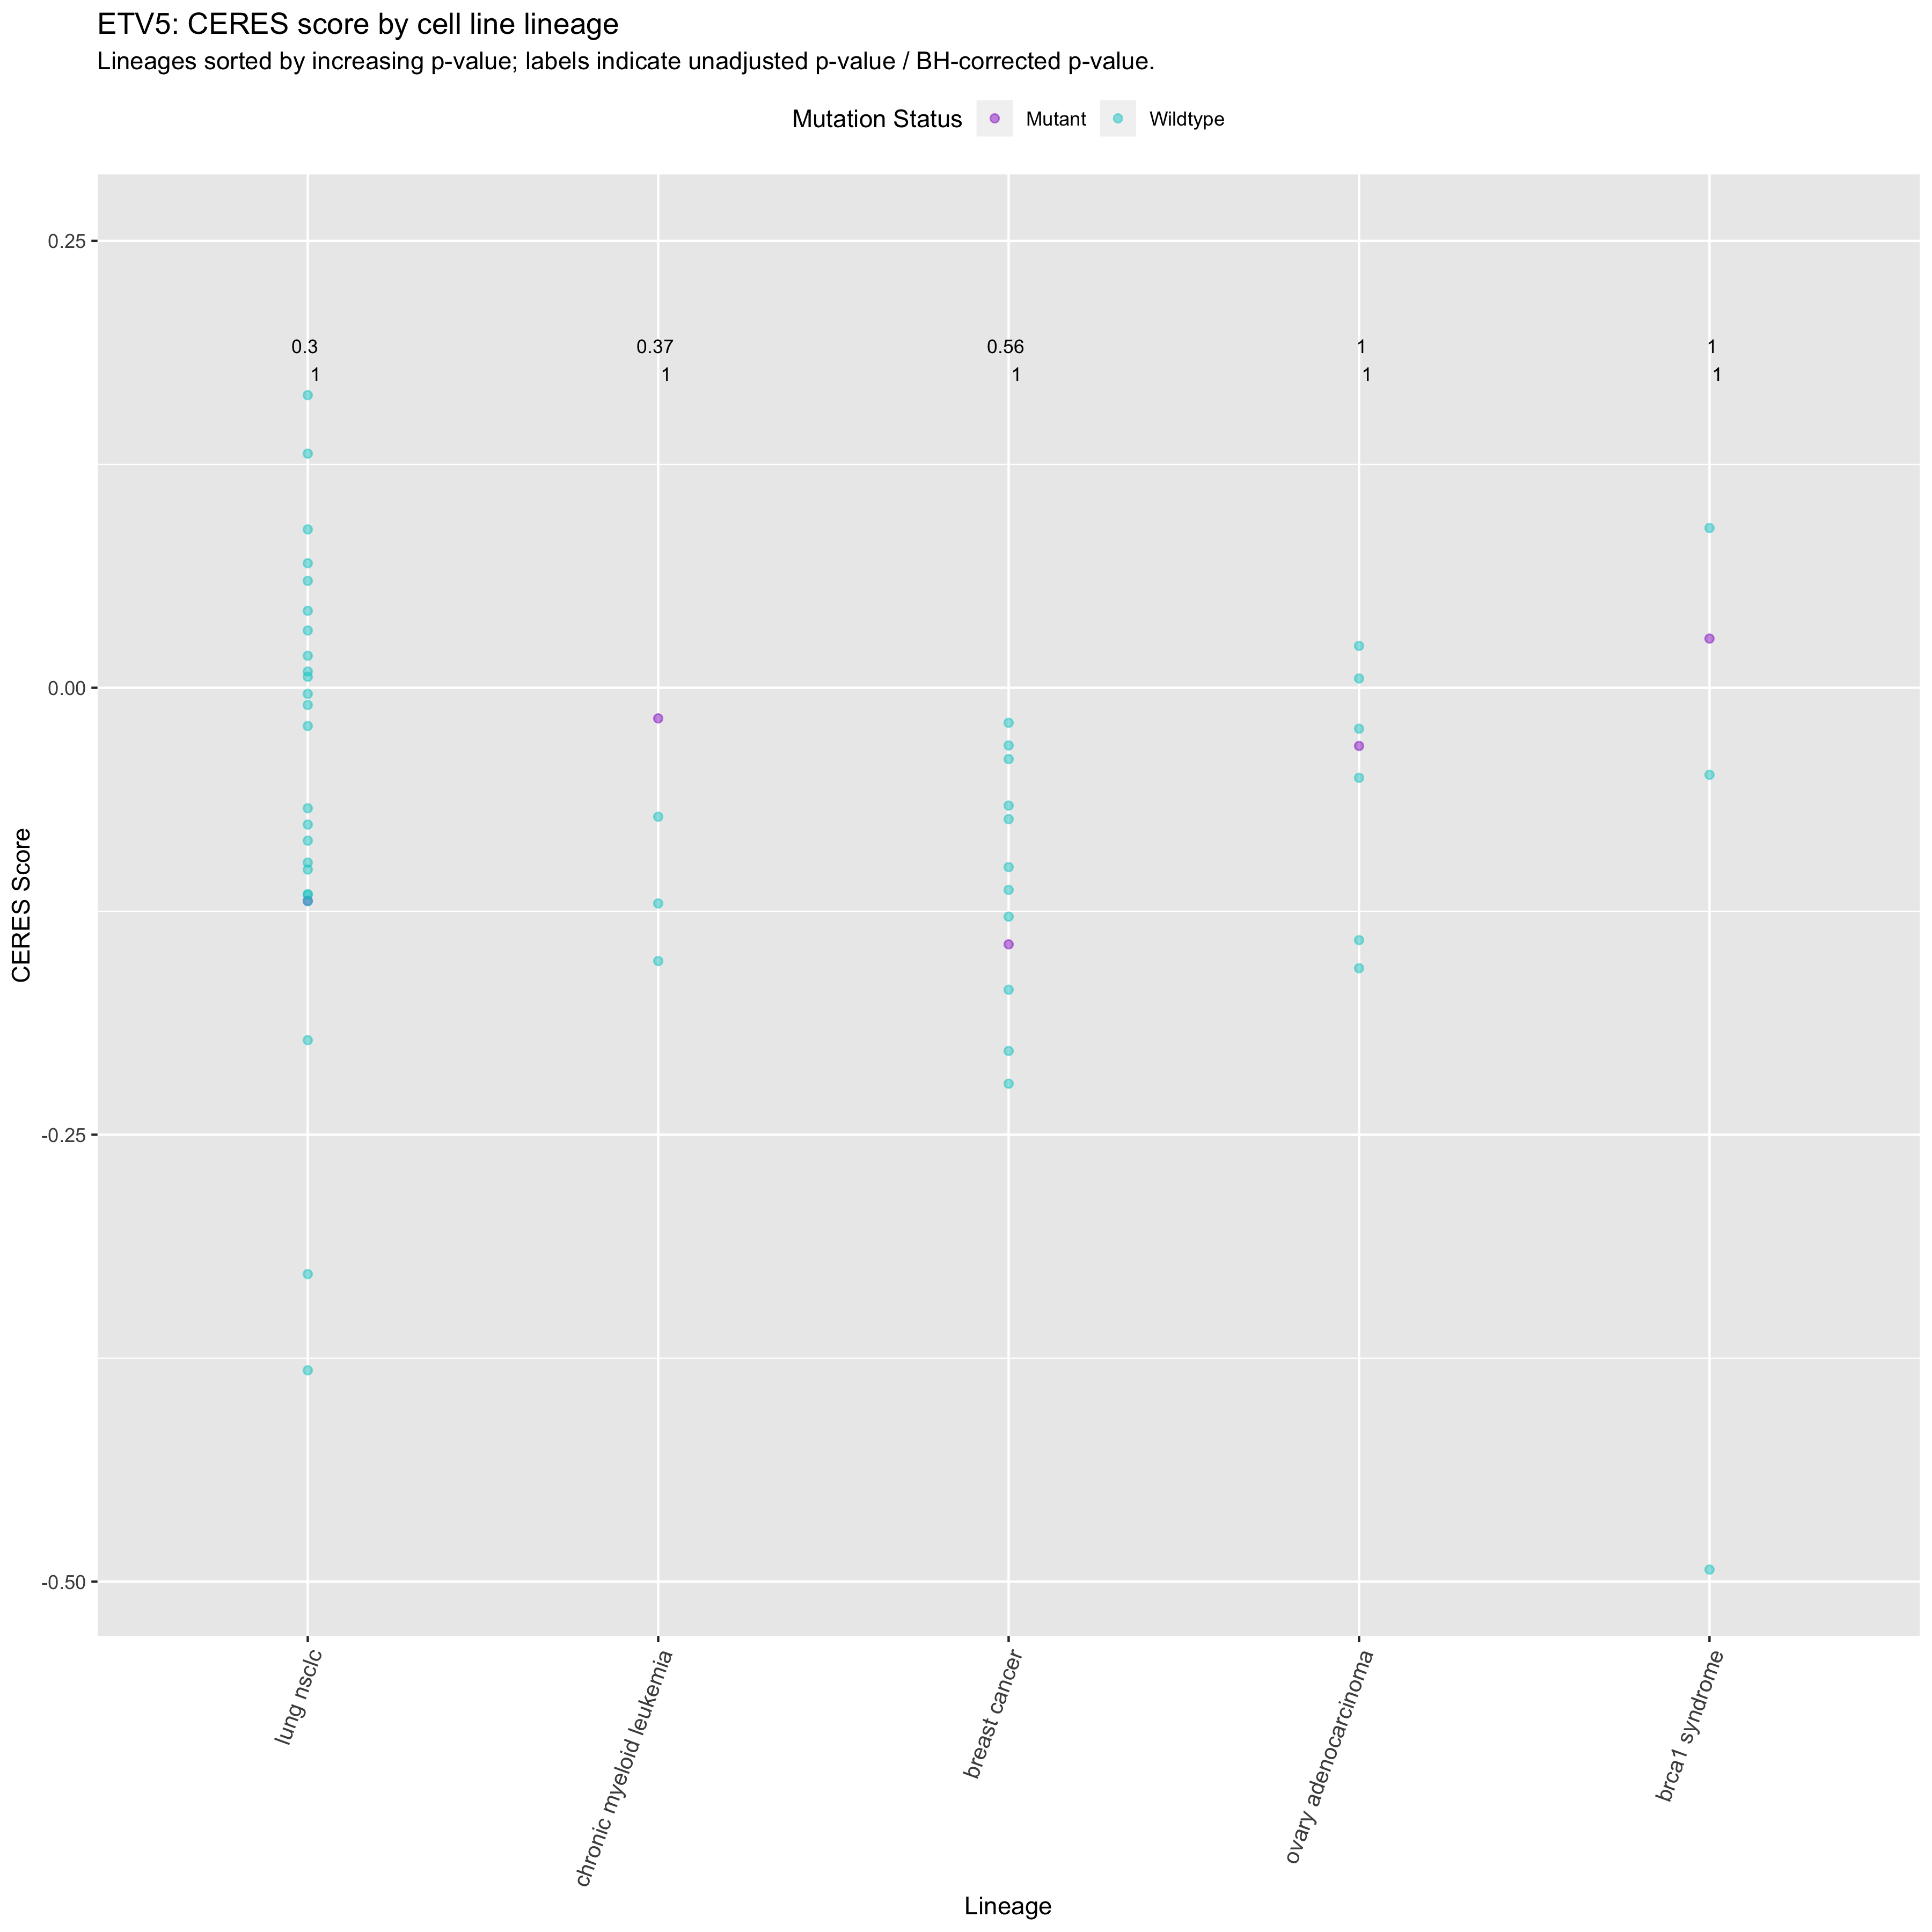 ETV5: CERES score by cell line lineage
Lineages sorted by increasing p-value; labels indicate unadjusted p-value / BH-corrected p-value.
Mutation Status Mutant Wildtype
0.25
0.3 0.37 0.56 1 1
1 1 1 1 1
0.00
CERES Score
-0.25
-0.50
lung nsclc
chronic myeloid leukemia
breast cancer
ovary adenocarcinoma
brca1 syndrome
Lineage